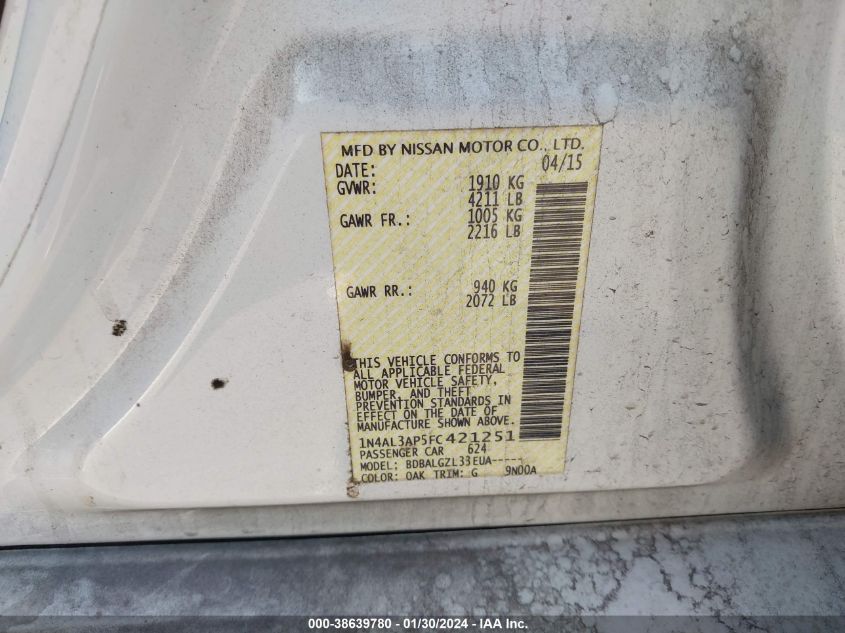 MFD BY NISSAN MOTOR CO., LTD.
DATE: 04/15
GVWR: 1910 KG
4211 LB
GAWR FR.: 1005 KG
2216 LB
GAWR RR.: 940 KG
2072 LB
THIS VEHICLE CONFORMS TO
ALL APPLICABLE FEDERAL
MOTOR VEHICLE SAFETY,
BUMPER, AND THEFT
PREVENTION STANDARDS IN
EFFECT ON THE DATE OF
MANUFACTURE SHOWN ABOVE.
1N4AL3AP5FC421251
PASSENGER CAR 624
MODEL: BDBALGZL33EUA-----
COLOR: QAK TRIM: G 9N00A
000-38639780 - 01/30/2024 - IAAI Inc.